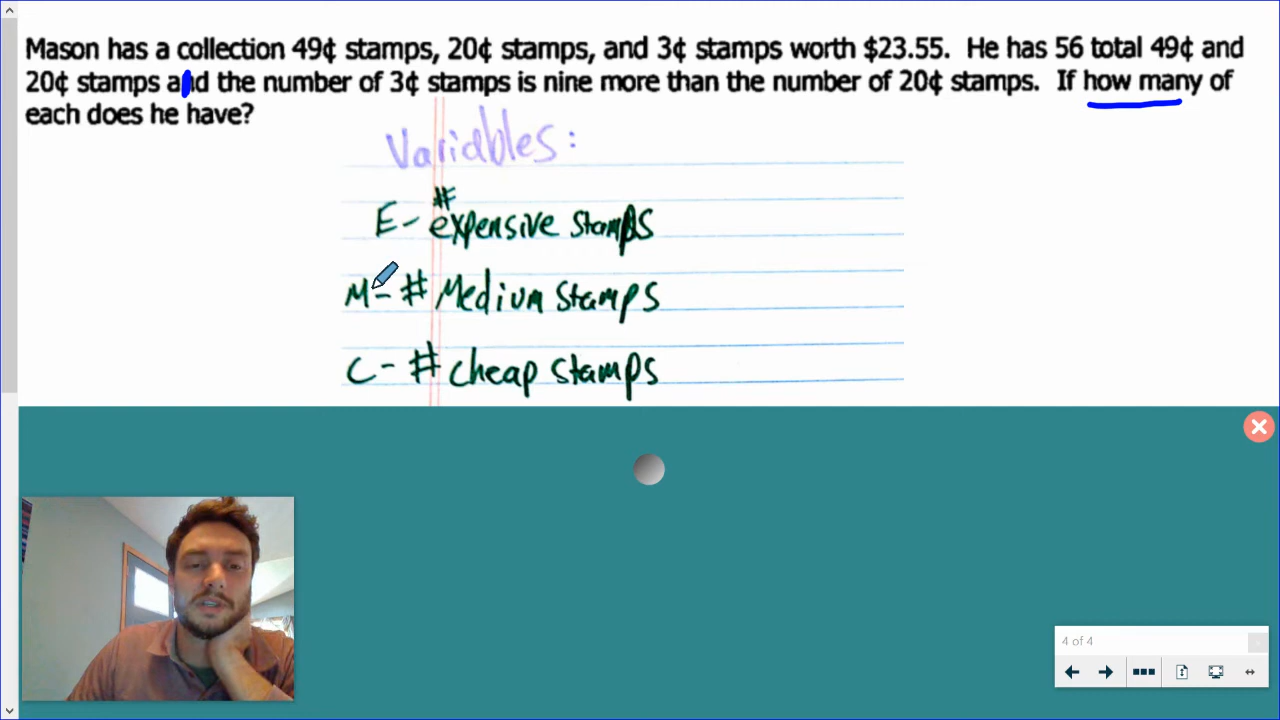 Mason has a collection 49¢ stamps, 20¢ stamps, and 3¢ stamps worth $23.55. He has 56 total 49¢ and
20¢ stamps and the number of 3¢ stamps is nine more than the number of 20¢ stamps. If how many of
each does he have?
Variables:
E - # expensive stamps
M - # Medium stamps
C - # cheap stamps
4 of 4